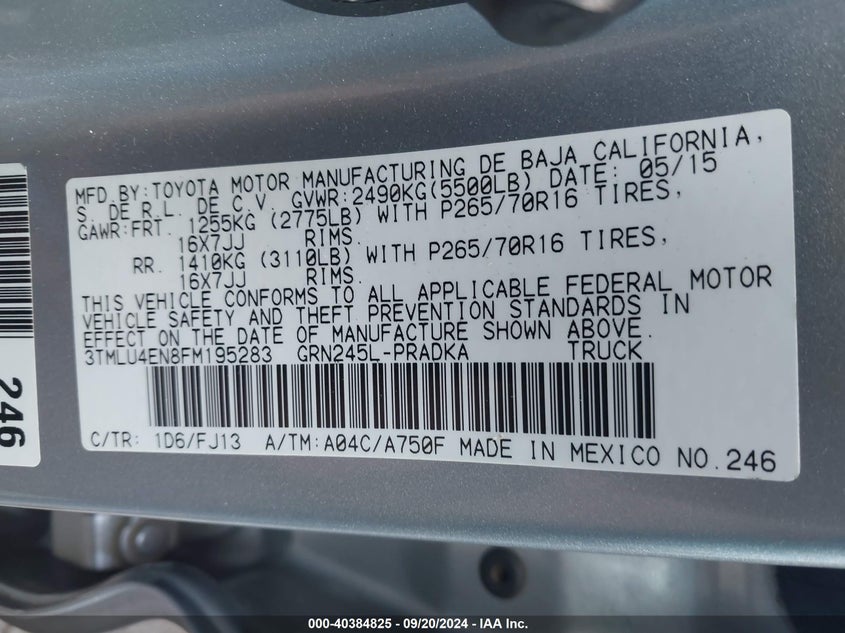 MFD.BY:TOYOTA MOTOR MANUFACTURING DE BAJA CALIFORNIA,
S. DE R.L. DE C.V. GVWR:2490KG(5500LB) DATE: 05/15
GAWR:FRT. 1255KG (2775LB) WITH P265/70R16 TIRES,
16X7JJ RIMS.
RR. 1410KG (3110LB) WITH P265/70R16 TIRES,
16X7JJ RIMS.
THIS VEHICLE CONFORMS TO ALL APPLICABLE FEDERAL MOTOR
VEHICLE SAFETY AND THEFT PREVENTION STANDARDS IN
EFFECT ON THE DATE OF MANUFACTURE SHOWN ABOVE.
3TMLU4EN8FM195283 GRN245L-PRADKA TRUCK
C/TR: 1D6/FJ13 A/TM:A04C/A750F MADE IN MEXICO NO.246
246
000-40384825 - 09/20/2024 - IAA Inc.